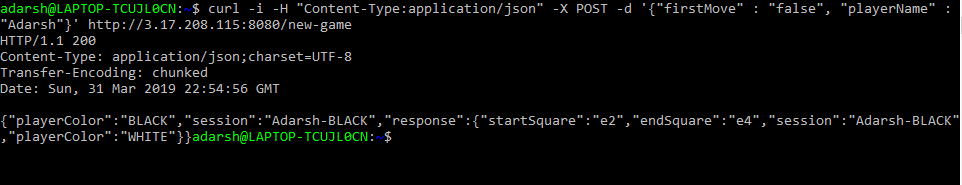 adarsh@LAPTOP-TCUJL0CN:~$ curl -i -H "Content-Type:application/json" -X POST -d '{"firstMove" : "false", "playerName" :
"Adarsh"}' http://3.17.208.115:8080/new-game
HTTP/1.1 200
Content-Type: application/json;charset=UTF-8
Transfer-Encoding: chunked
Date: Sun, 31 Mar 2019 22:54:56 GMT

{"playerColor":"BLACK","session":"Adarsh-BLACK","response":{"startSquare":"e2","endSquare":"e4","session":"Adarsh-BLACK"
,"playerColor":"WHITE"}}adarsh@LAPTOP-TCUJL0CN:~$